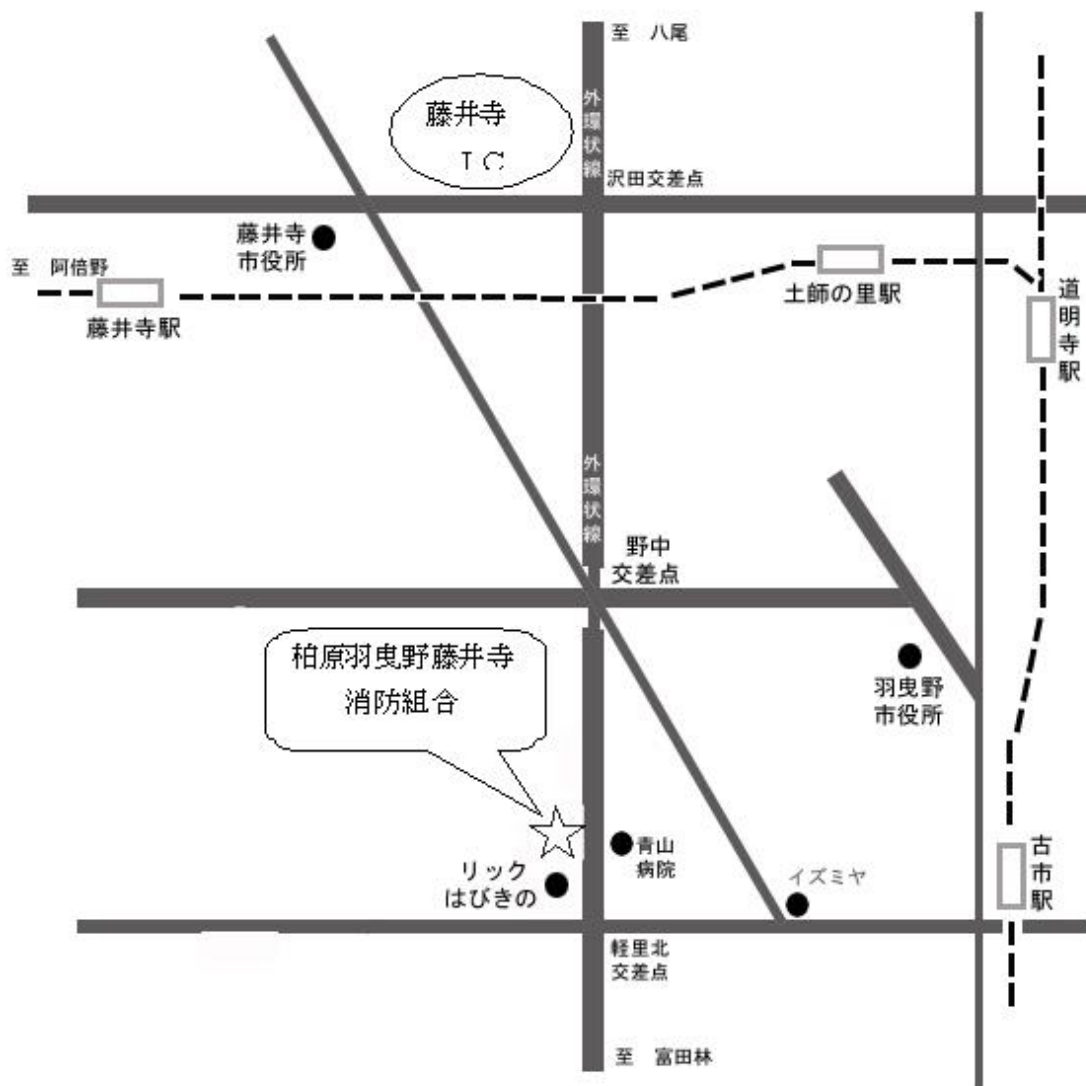 至 八尾
外環状線
藤井寺
IC
沢田交差点
藤井寺
市役所
至 阿倍野
藤井寺駅
土師の里駅
道明寺駅
外環状線
野中
交差点
柏原羽曳野藤井寺
消防組合
羽曳野
市役所
青山
病院
リック
はびきの
イズミヤ
古市駅
軽里北
交差点
至 富田林